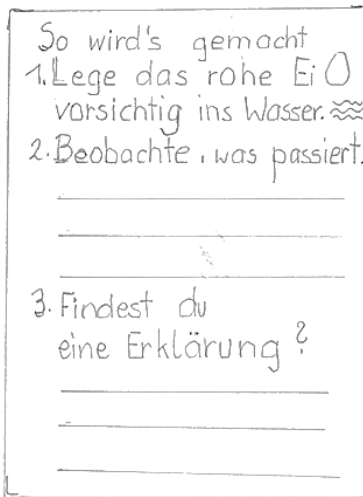 So wird's gemacht
1. Lege das rohe Ei
vorsichtig ins Wasser.
2. Beobachte, was passiert.
3. Findest du
eine Erklärung?